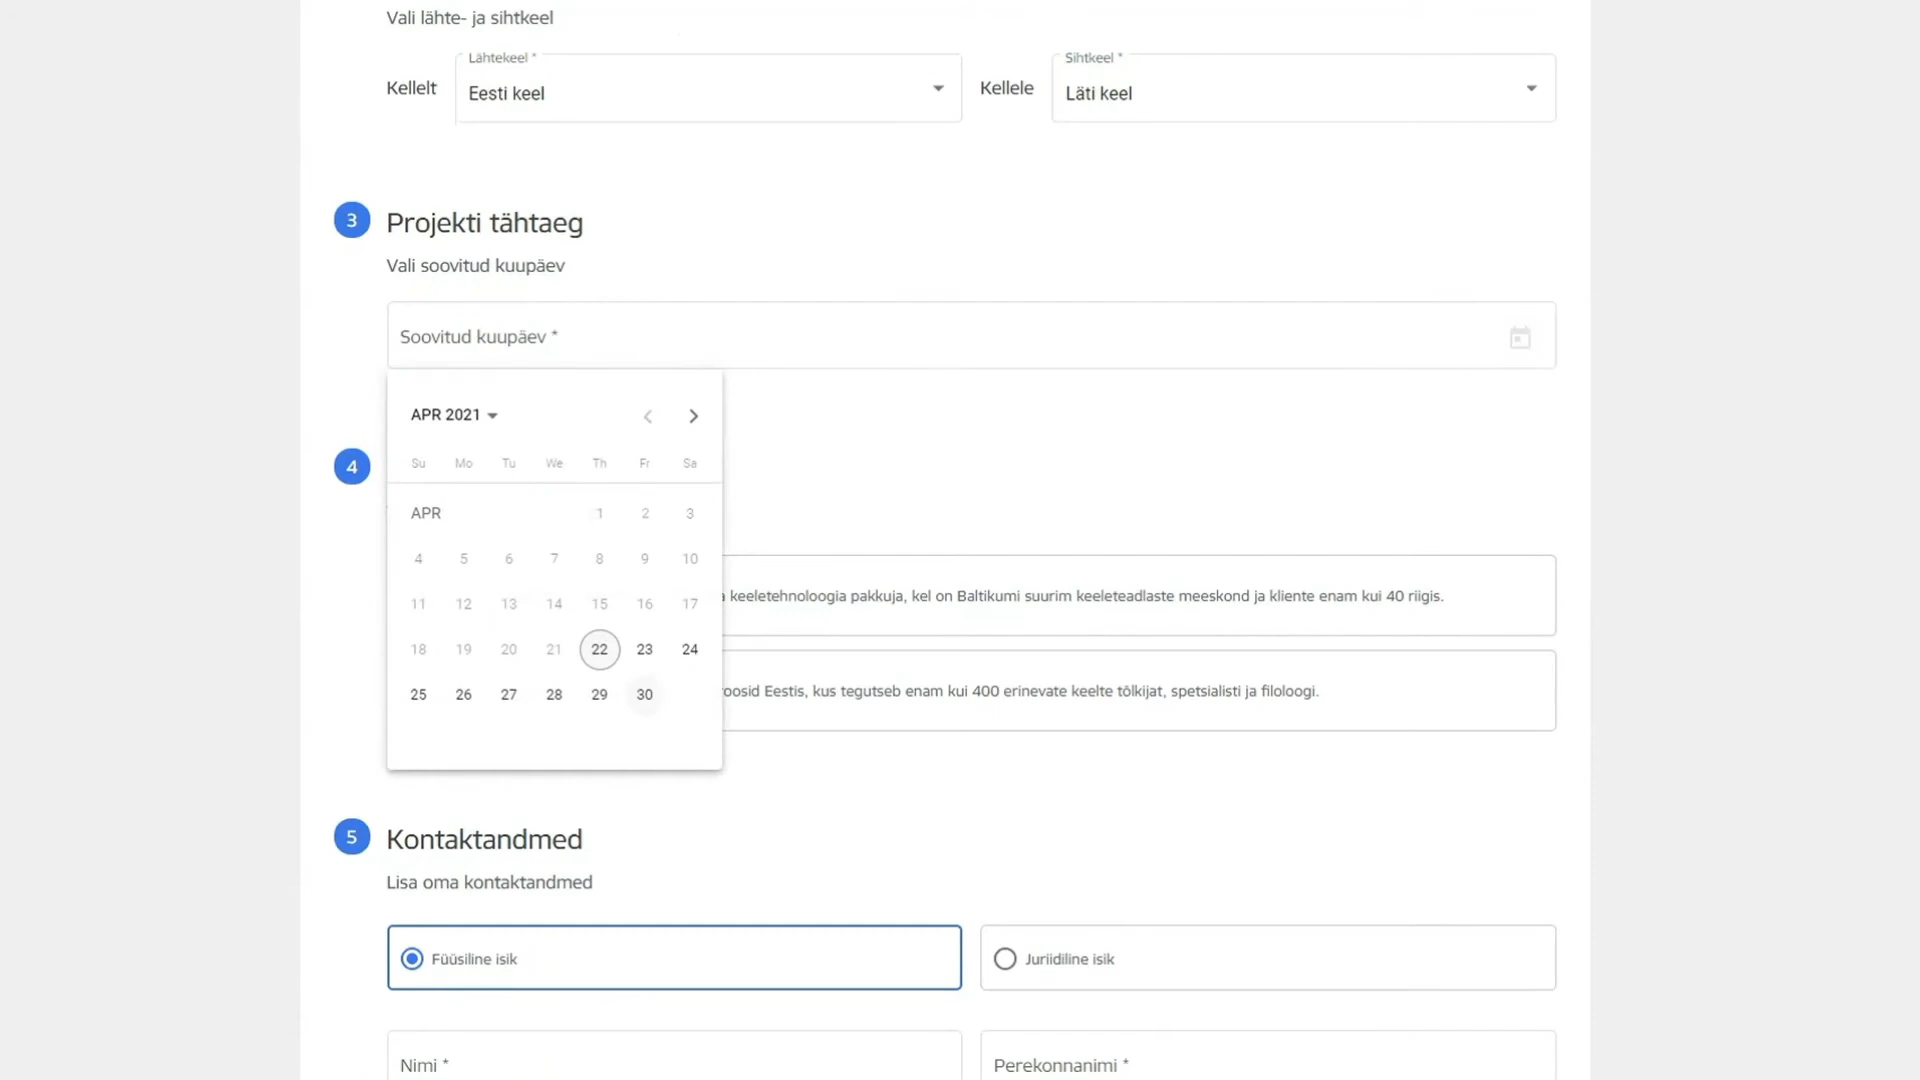 Vali lähte- ja sihtkeel
Lähtekeel *
Kellelt
Eesti keel
Sihtkeel *
Kellele
Läti keel
3
Projekti tähtaeg
Vali soovitud kuupäev
Soovitud kuupäev *
APR 2021
Su Mo Tu We Th Fr Sa
APR 1 2 3
4 5 6 7 8 9 10
11 12 13 14 15 16 17
18 19 20 21 22 23 24
25 26 27 28 29 30
4
keeletehnoloogia pakkuja, kel on Baltikumi suurim keeleteadlaste meeskond ja kliente enam kui 40 riigis.
Eestis, kus tegutseb enam kui 400 erinevate keelte tõlkijat, spetsialisti ja filoloogi.
5
Kontaktandmed
Lisa oma kontaktandmed
Füüsiline isik
Juriidiline isik
Nimi *
Perekonnanimi *